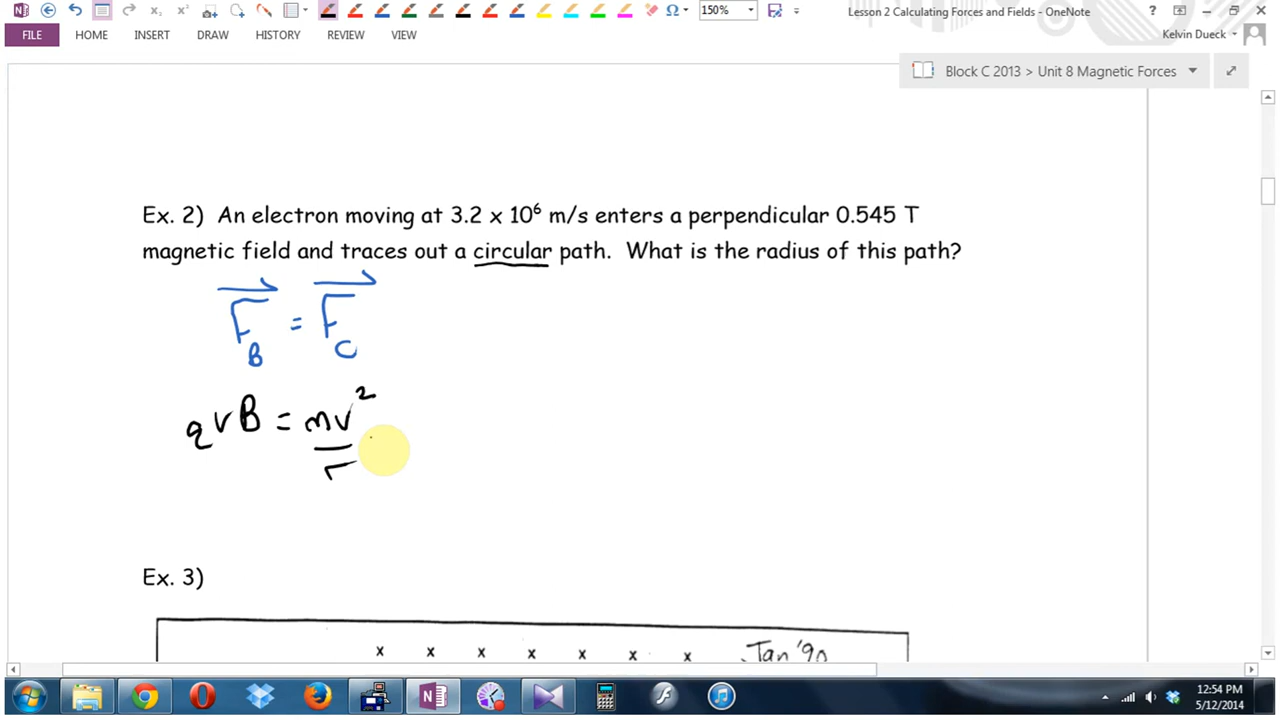 150%
Lesson 2 Calculating Forces and Fields - OneNote
FILE HOME INSERT DRAW HISTORY REVIEW VIEW
Kelvin Dueck
Block C 2013 > Unit 8 Magnetic Forces
Ex. 2) An electron moving at 3.2 x 10⁶ m/s enters a perpendicular 0.545 T
magnetic field and traces out a circular path. What is the radius of this path?
F_B = F_C
qvB = mv²
r
Ex. 3)
x x x x x x x Jan '90
12:54 PM
5/12/2014